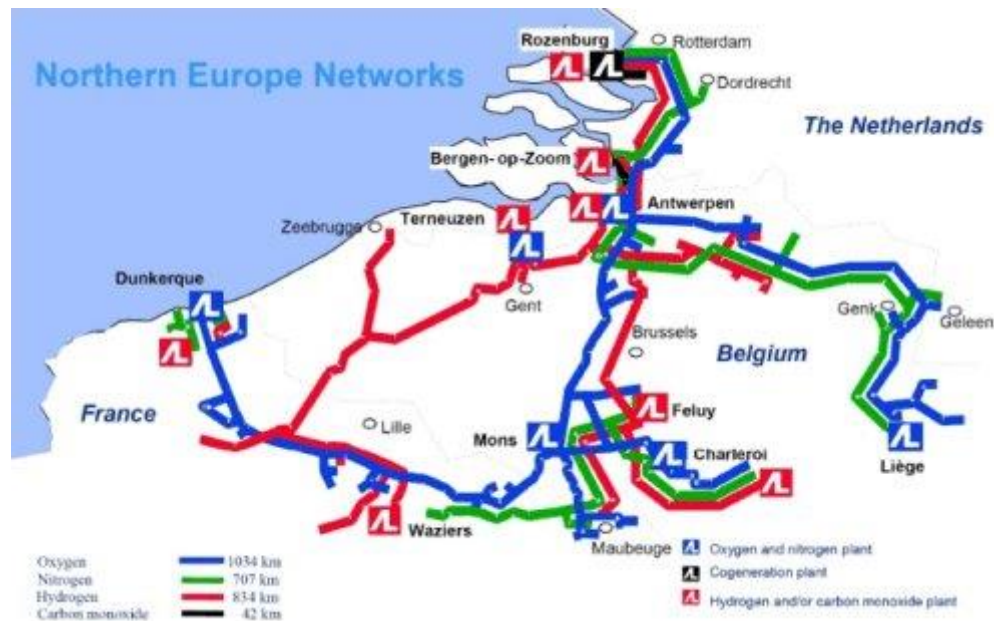 Northern Europe Networks
Rozenburg
Rotterdam
Dordrecht
The Netherlands
Bergen-op-Zoom
Antwerpen
Terneuzen
Zeebrugge
Dunkerque
Gent
Genk
Geleen
Brussels
Belgium
France
Lille
Mons
Feluy
Charleroi
Liège
Waziers
Maubeuge
Oxygen 1034 km
Nitrogen 707 km
Hydrogen 834 km
Carbon monoxide 42 km
Oxygen and nitrogen plant
Cogeneration plant
Hydrogen and/or carbon monoxide plant